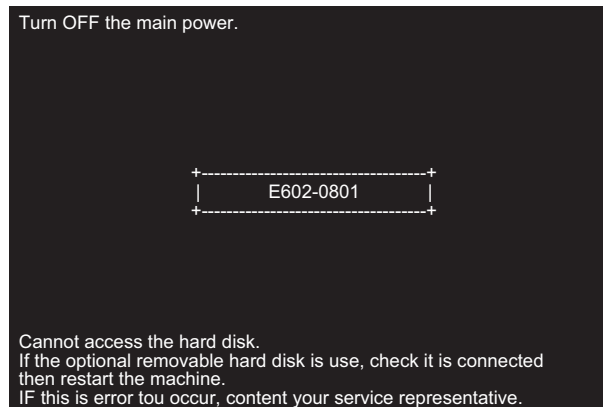 Turn OFF the main power.
+-----------------------------------+
| E602-0801 |
+-----------------------------------+
Cannot access the hard disk.
If the optional removable hard disk is use, check it is connected
then restart the machine.
IF this is error tou occur, content your service representative.